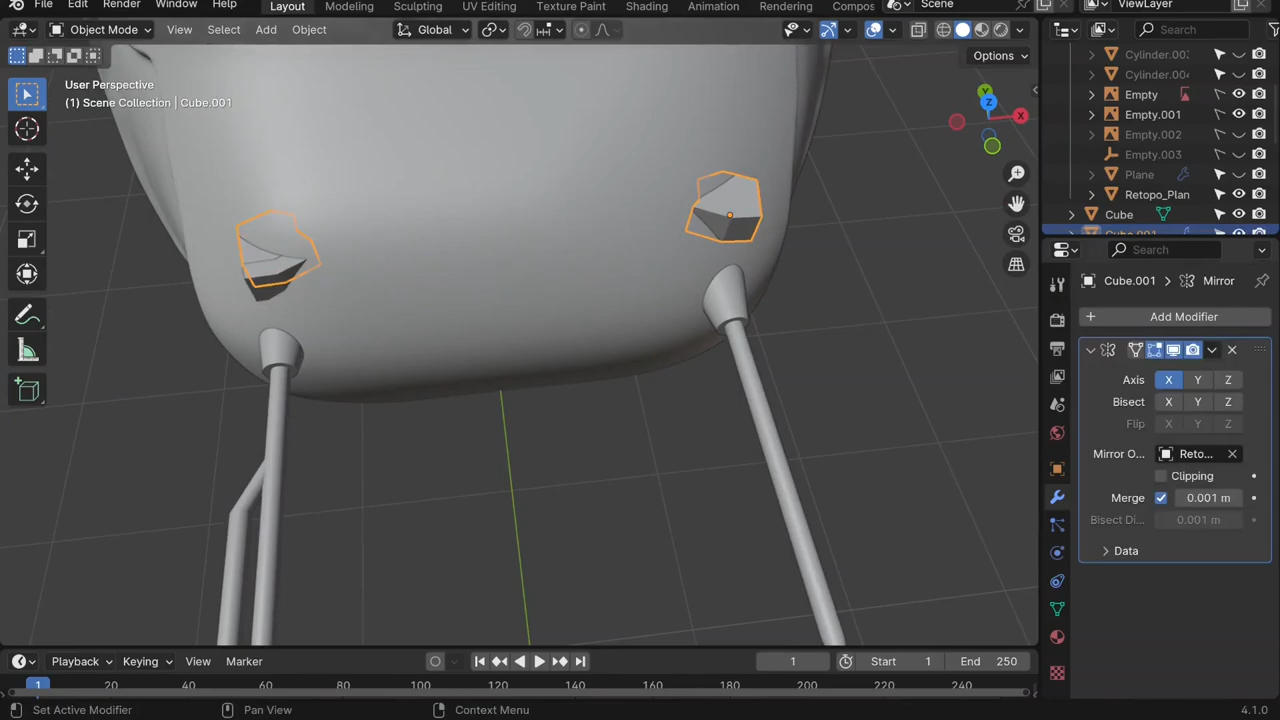 File Edit Render Window Help Layout Modeling Sculpting UV Editing Texture Paint Shading Animation Rendering Compos Scene ViewLayer
Object Mode View Select Add Object Global Search
Options
User Perspective
(1) Scene Collection | Cube.001
Z
Y
X
Cylinder.00
Cylinder.004
Empty
Empty.001
Empty.002
Empty.003
Plane
Retopo_Plan
Cube
Cube.001
Search
Cube.001 > Mirror
+ Add Modifier
Axis X Y Z
Bisect X Y Z
Flip X Y Z
Mirror O... Reto...
Clipping
Merge 0.001 m
Bisect Di... 0.001 m
Data
Playback Keying View Marker 1 Start 1 End 250
1 20 40 60 80 100 120 140 160 180 200 220 240
Set Active Modifier Pan View Context Menu 4.1.0